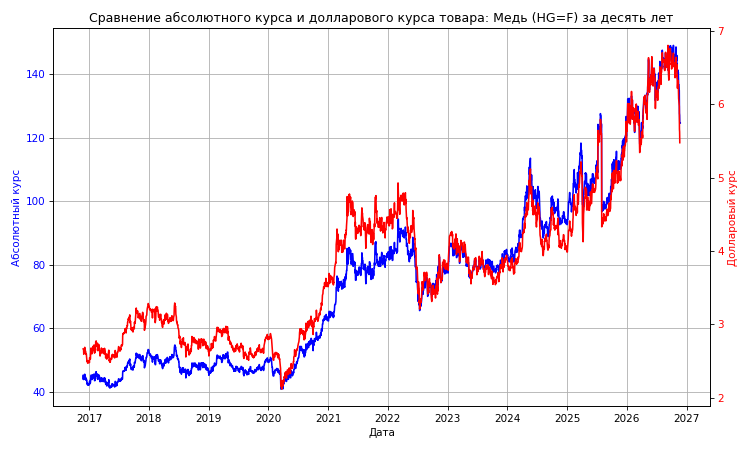 Сравнение абсолютного курса и долларового курса товара: Медь (HG=F) за десять лет
Абсолютный курс
140
120
100
80
60
40
7
6
5
4
3
2
Долларовый курс
2017 2018 2019 2020 2021 2022 2023 2024 2025 2026 2027
Дата